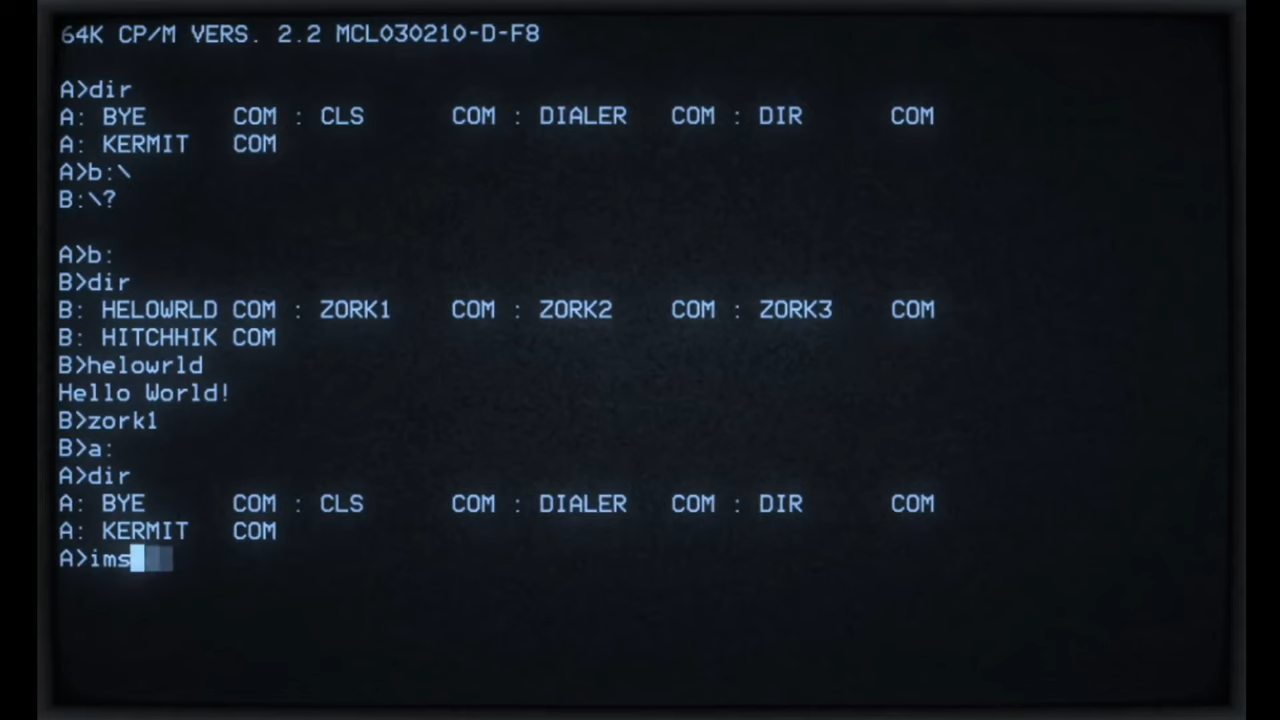 64K CP/M VERS. 2.2 MCL030210-D-F8
A>dir
A: BYE      COM : CLS      COM : DIALER   COM : DIR      COM
A: KERMIT   COM
A>b:\
B:\?
A>b:
B>dir
B: HELOWRLD COM : ZORK1    COM : ZORK2    COM : ZORK3    COM
B: HITCHHIK COM
B>helowrld
Hello World!
B>zork1
B>a:
A>dir
A: BYE      COM : CLS      COM : DIALER   COM : DIR      COM
A: KERMIT   COM
A>ims